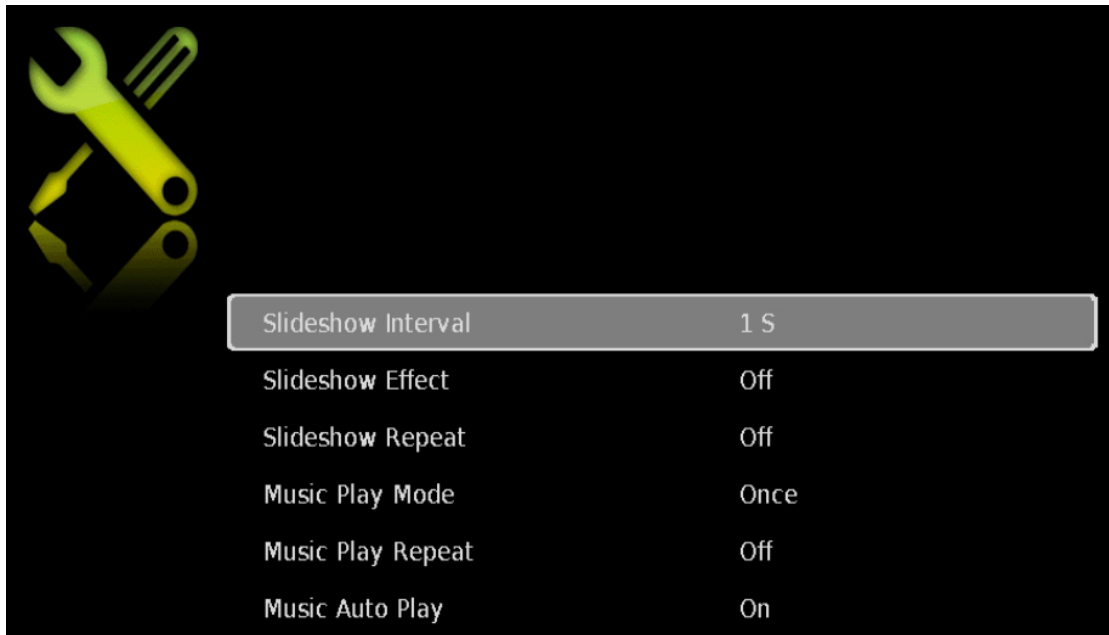 Slideshow Interval 1 S
Slideshow Effect Off
Slideshow Repeat Off
Music Play Mode Once
Music Play Repeat Off
Music Auto Play On